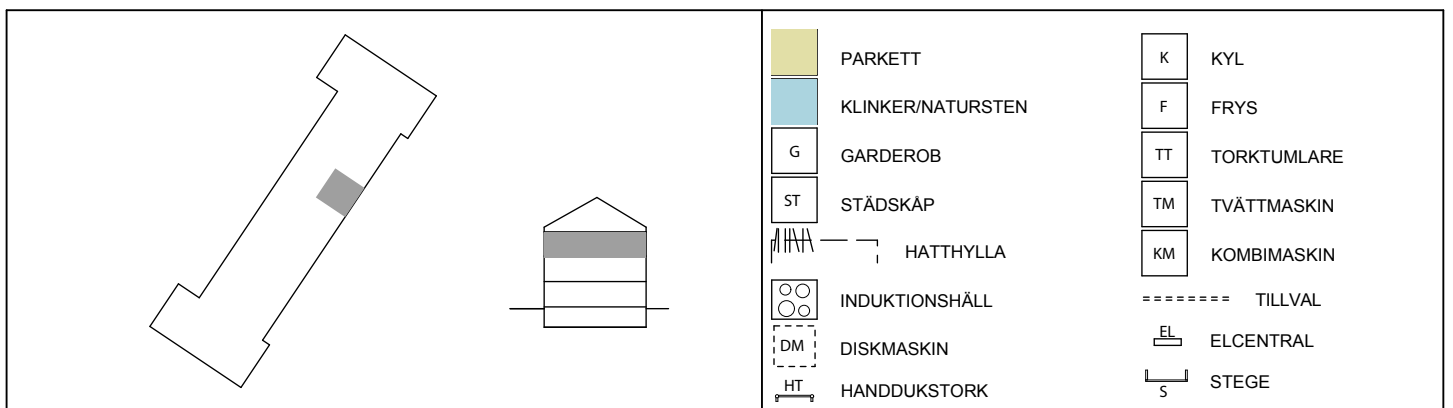 PARKETT
KLINKER/NATURSTEN
G GARDEROB
ST STÄDSKÅP
HATTHYLLA
INDUKTIONSHÄLL
DM DISKMASKIN
HT HANDDUKSTORK
K KYL
F FRYS
TT TORKTUMLARE
TM TVÄTTMASKIN
KM KOMBIMASKIN
TILLVAL
EL ELCENTRAL
S STEGE